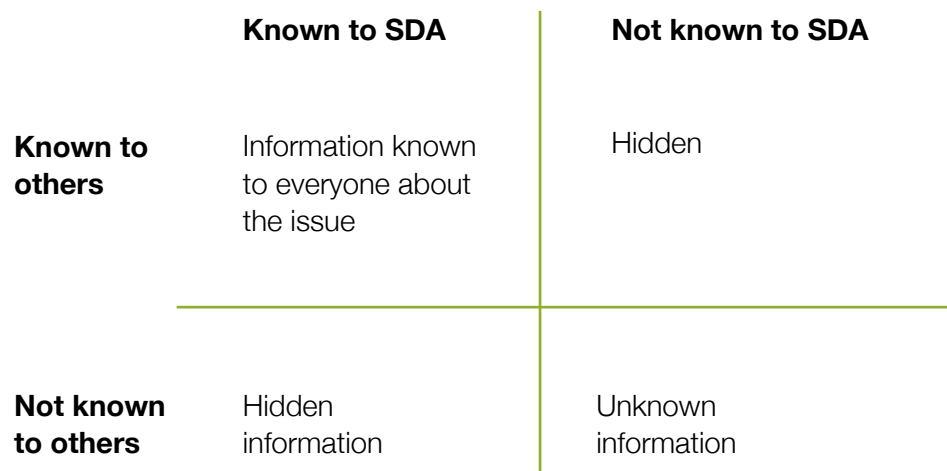 Known to SDA
Not known to SDA
Known to
others
Information known
to everyone about
the issue
Hidden
Not known
to others
Hidden
information
Unknown
information